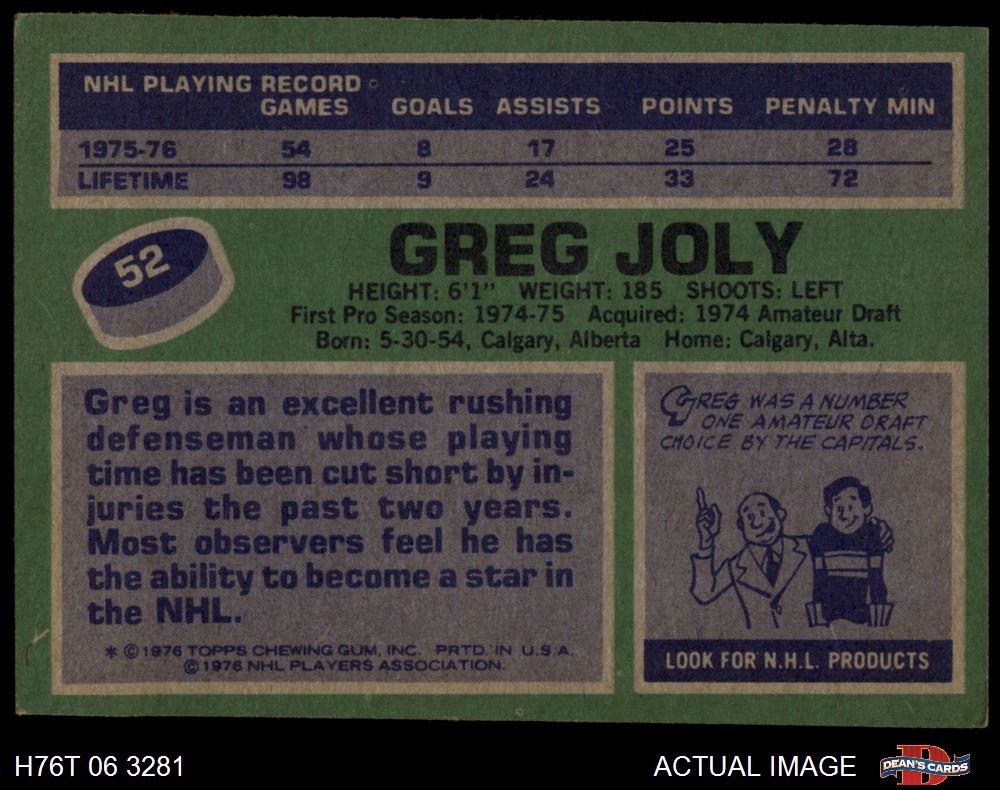 NHL PLAYING RECORD
GAMES GOALS ASSISTS POINTS PENALTY MIN
1975-76 54 8 17 25 28
LIFETIME 98 9 24 33 72
52
GREG JOLY
HEIGHT: 6'1" WEIGHT: 185 SHOOTS: LEFT
First Pro Season: 1974-75 Acquired: 1974 Amateur Draft
Born: 5-30-54, Calgary, Alberta Home: Calgary, Alta.
Greg is an excellent rushing
defenseman whose playing
time has been cut short by in-
juries the past two years.
Most observers feel he has
the ability to become a star in
the NHL.
* © 1976 TOPPS CHEWING GUM, INC. PRTD. IN U.S.A.
© 1976 NHL PLAYERS ASSOCIATION.
GREG WAS A NUMBER
ONE AMATEUR DRAFT
CHOICE BY THE CAPITALS.
LOOK FOR N.H.L. PRODUCTS
H76T 06 3281
ACTUAL IMAGE
D
DEAN'S CARDS